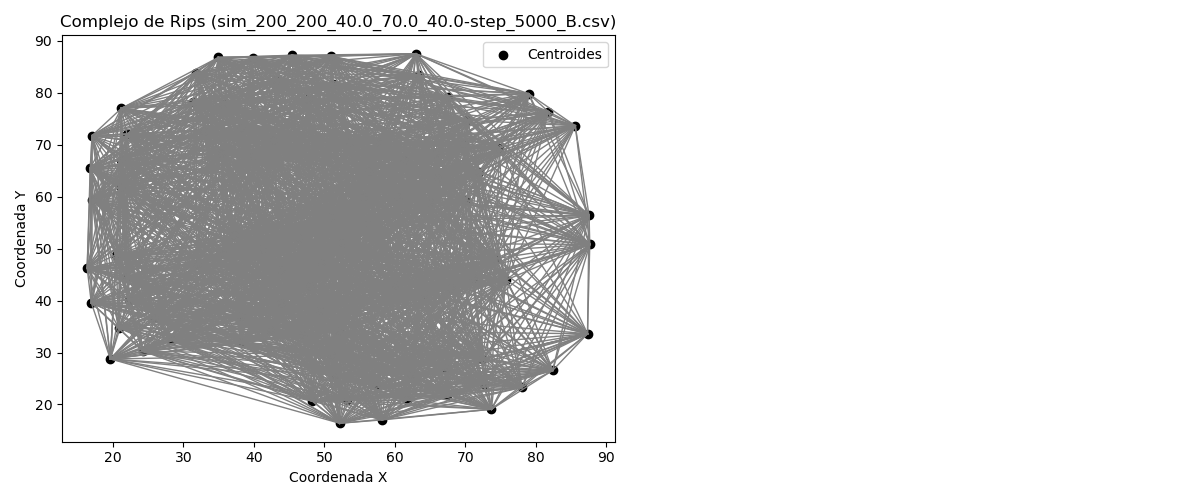 Complejo de Rips (sim_200_200_40.0_70.0_40.0-step_5000_B.csv)
Centroides
90
80
70
60
50
40
30
20
Coordenada Y
20 30 40 50 60 70 80 90
Coordenada X